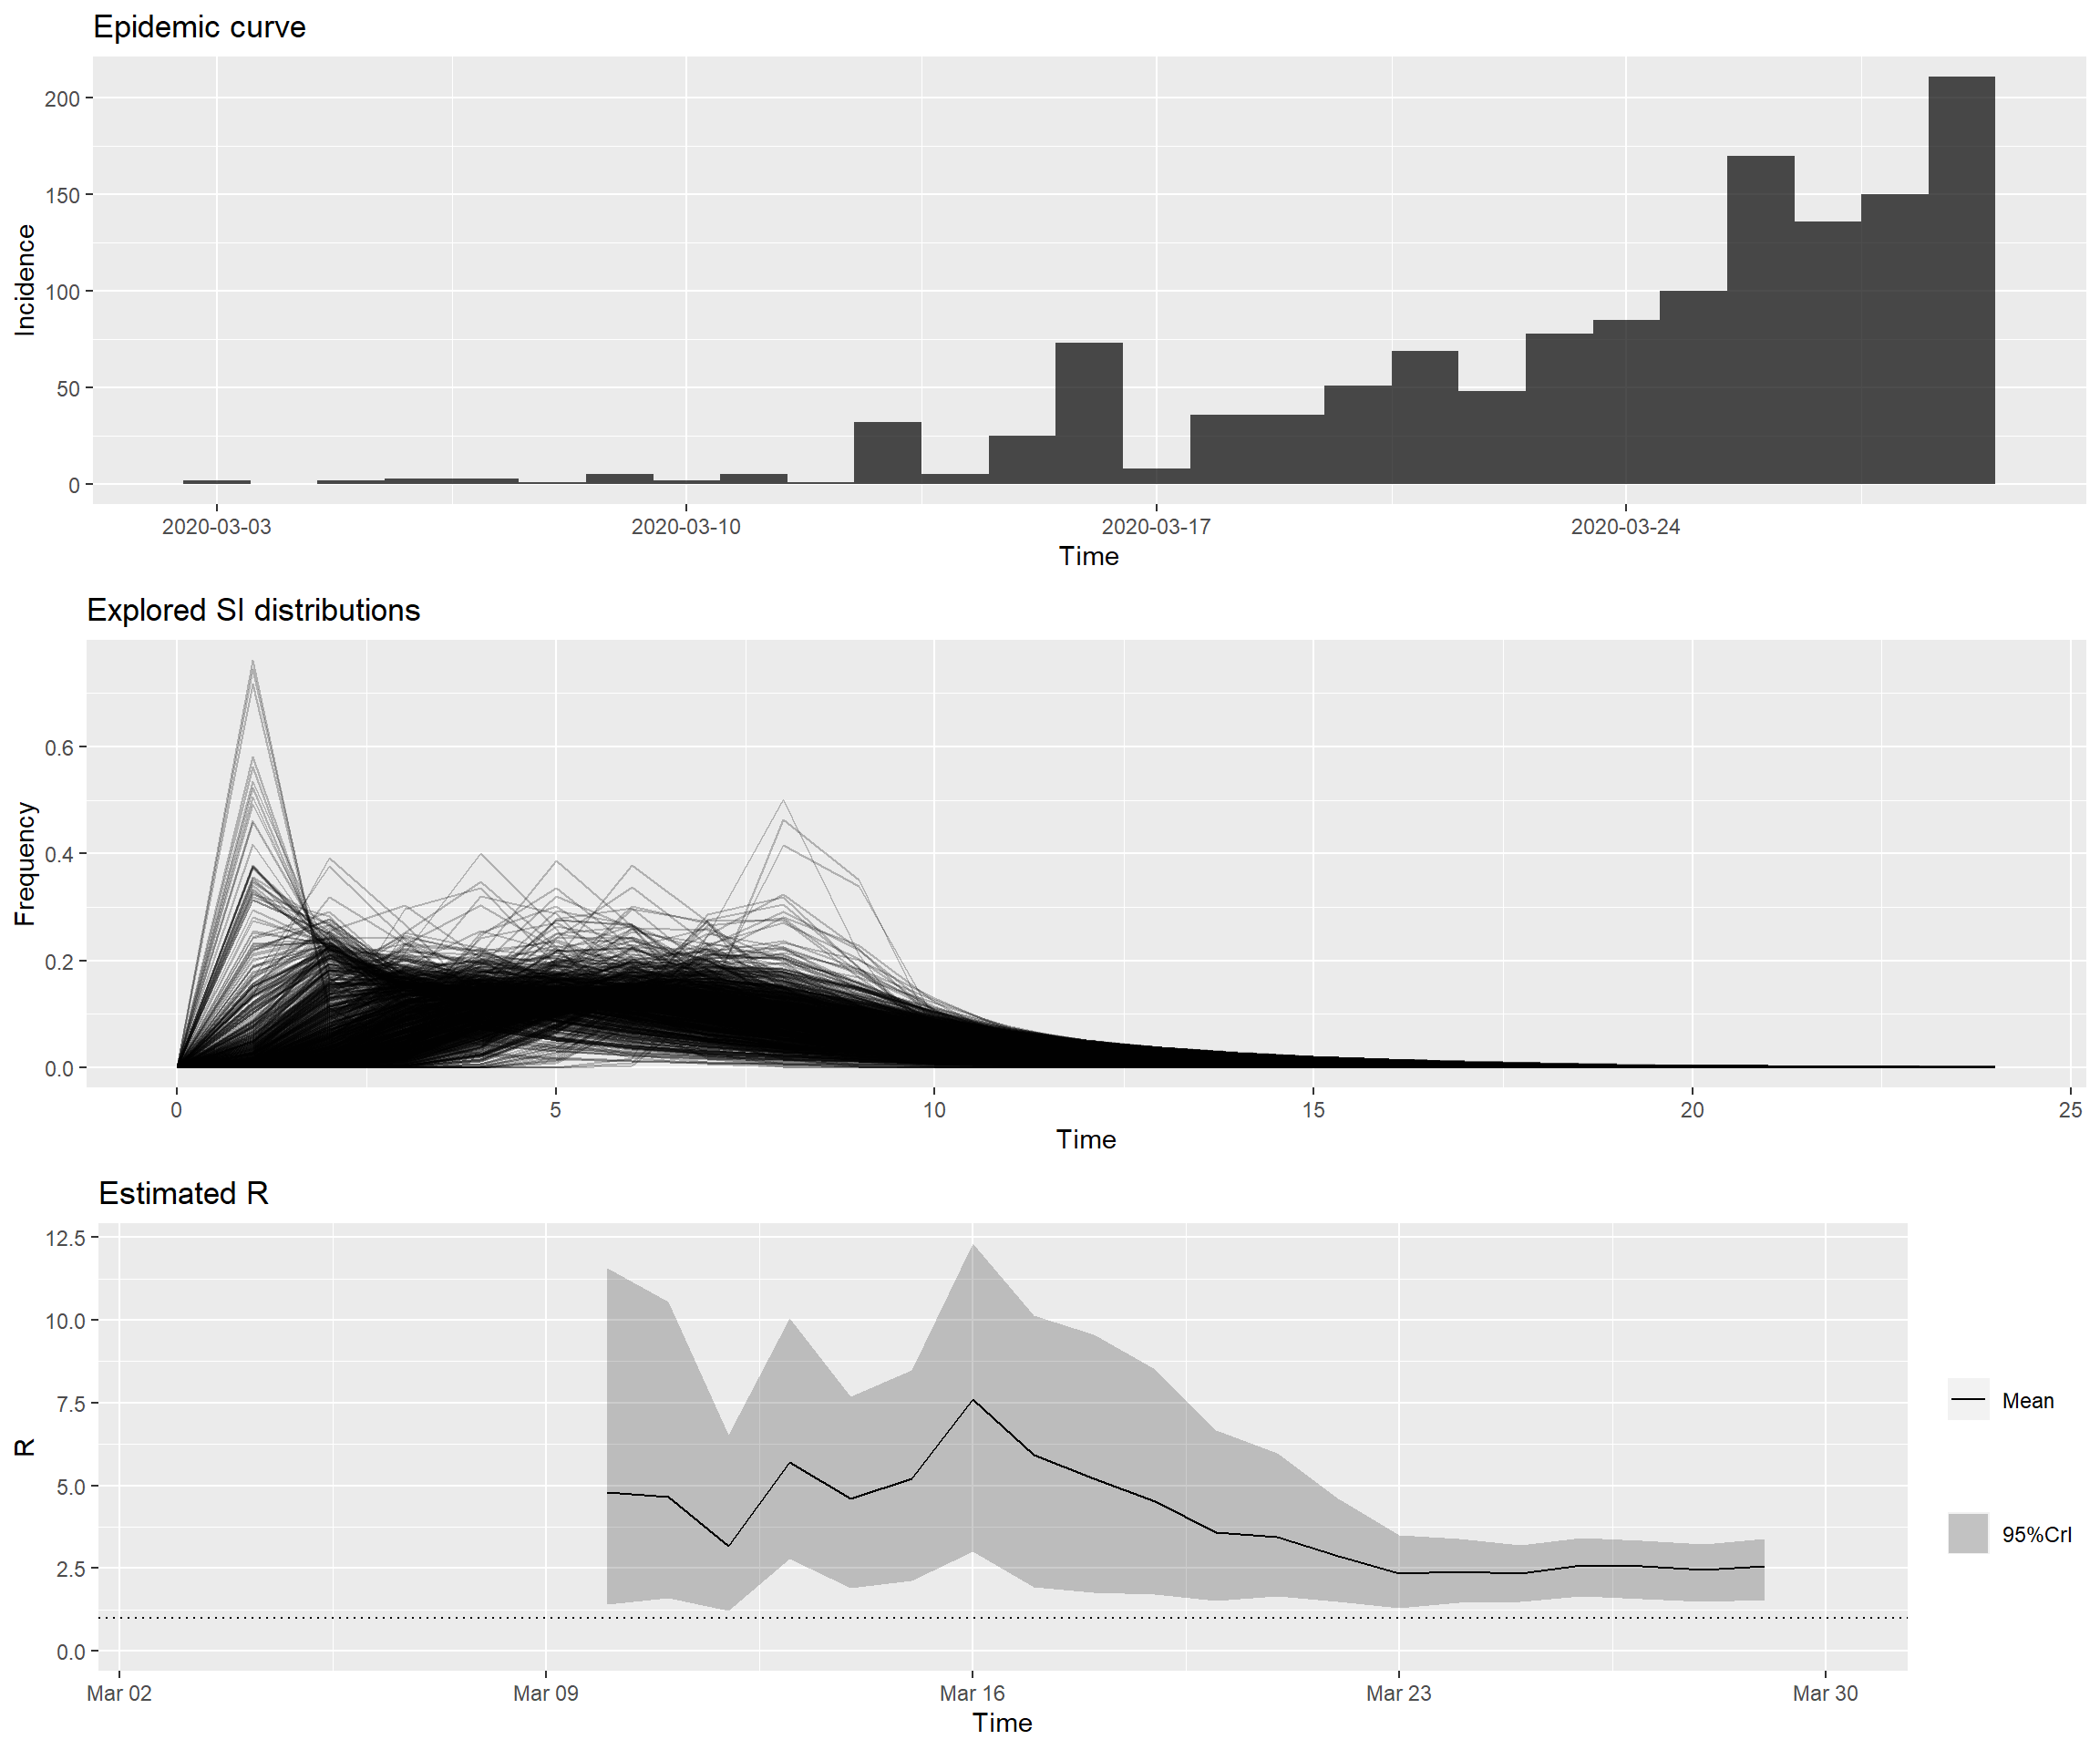 Epidemic curve
200
150
100
50
0
Incidence
2020-03-03 2020-03-10 2020-03-17 2020-03-24
Time
Explored SI distributions
0.6
0.4
0.2
0.0
Frequency
0 5 10 15 20 25
Time
Estimated R
12.5
10.0
7.5
5.0
2.5
0.0
R
Mar 02 Mar 09 Mar 16 Mar 23 Mar 30
Time
Mean
95%CrI